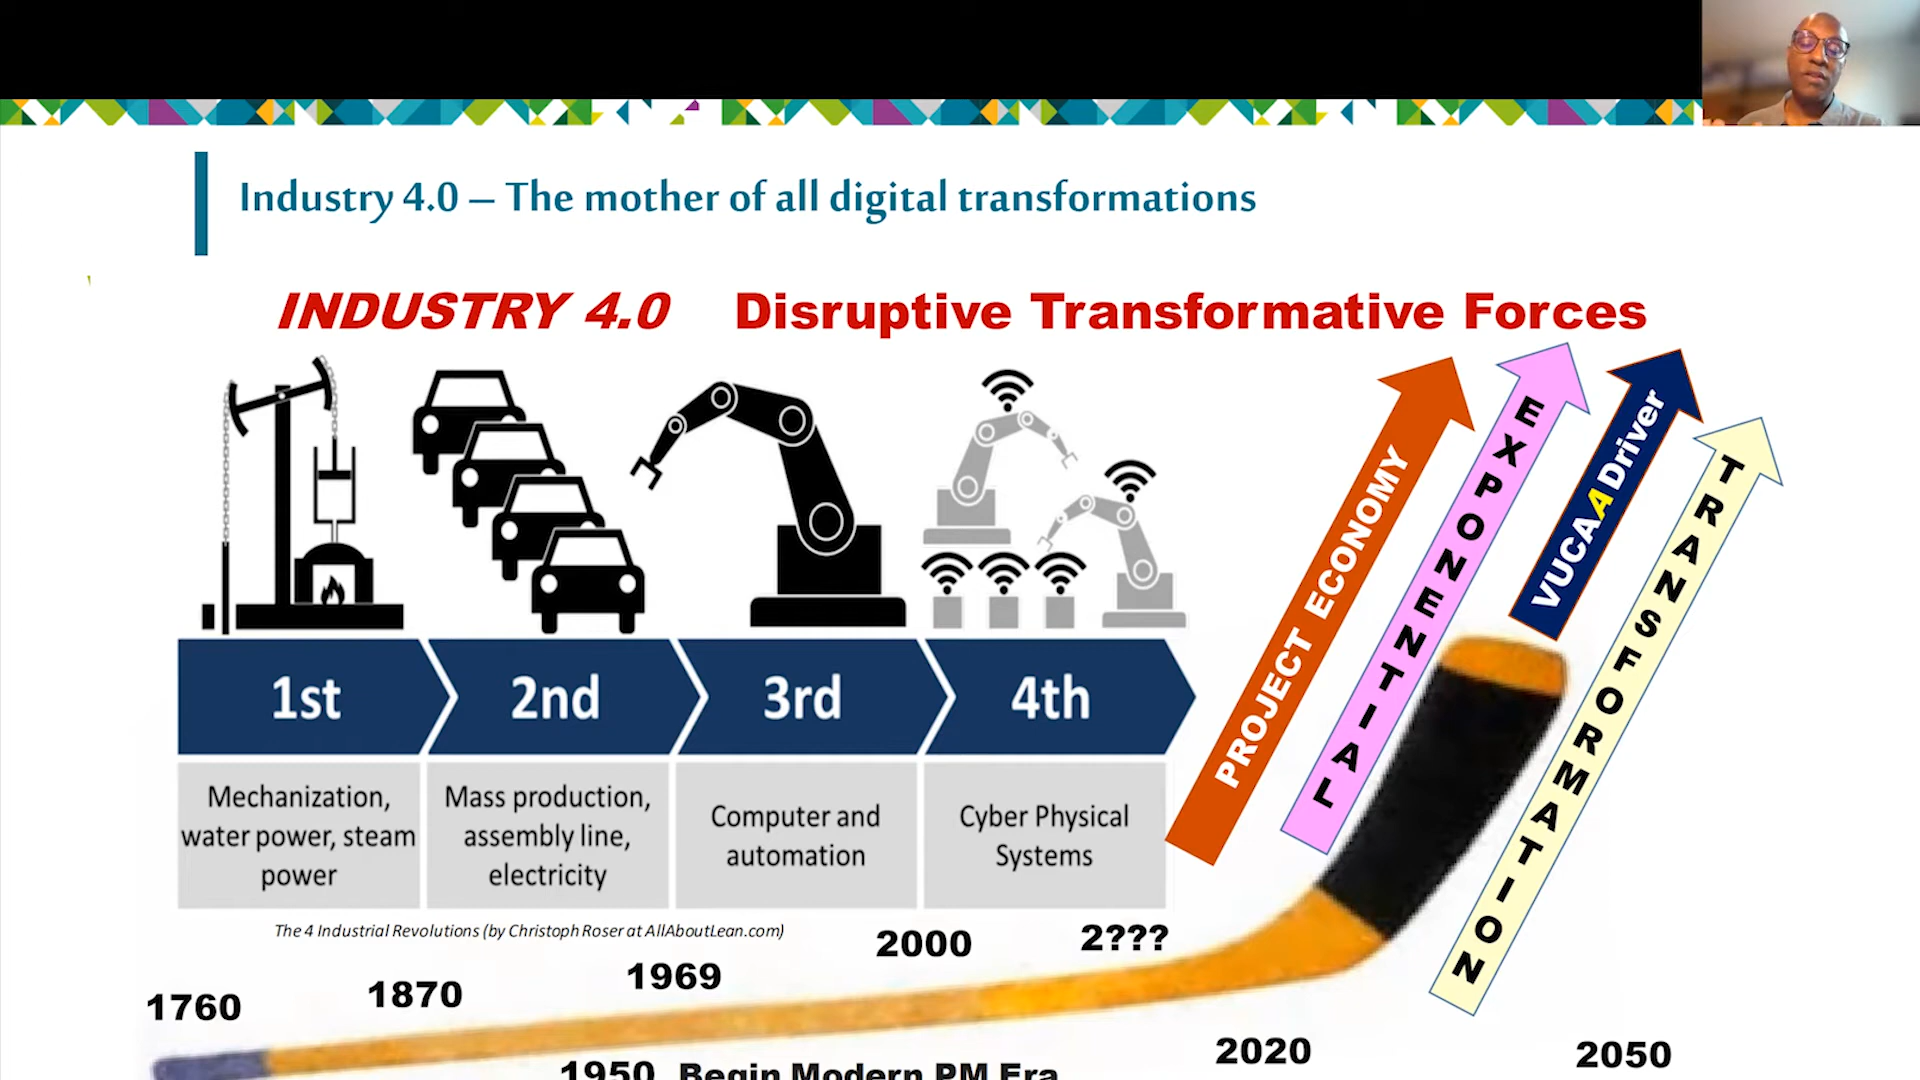 Industry 4.0 – The mother of all digital transformations
INDUSTRY 4.0 Disruptive Transformative Forces
PROJECT ECONOMY
EXPONENTIAL
VUCAA Driver
TRANSFORMATION
1st
2nd
3rd
4th
Mechanization,
water power, steam
power
Mass production,
assembly line,
electricity
Computer and
automation
Cyber Physical
Systems
The 4 Industrial Revolutions (by Christoph Roser at AllAboutLean.com)
1760
1870
1969
2000
2???
2020
2050
1950 Begin Modern PM Era